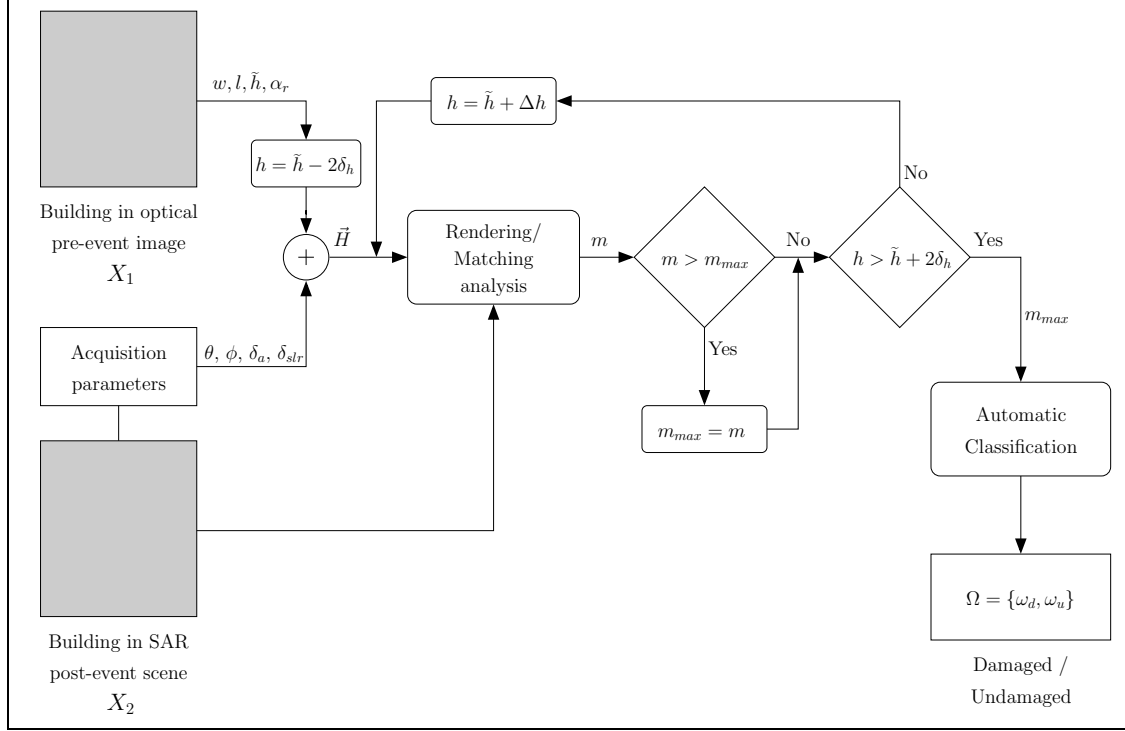 w, l, h̃, α_r
h = h̃ − 2δ_h
Building in optical
pre-event image
X_1
+
H⃗
Acquisition
parameters
θ, φ, δ_a, δ_slr
Building in SAR
post-event scene
X_2
h = h̃ + Δh
Rendering/
Matching
analysis
m
m > m_max
Yes
m_max = m
No
h > h̃ + 2δ_h
No
Yes
m_max
Automatic
Classification
Ω = {ω_d, ω_u}
Damaged /
Undamaged